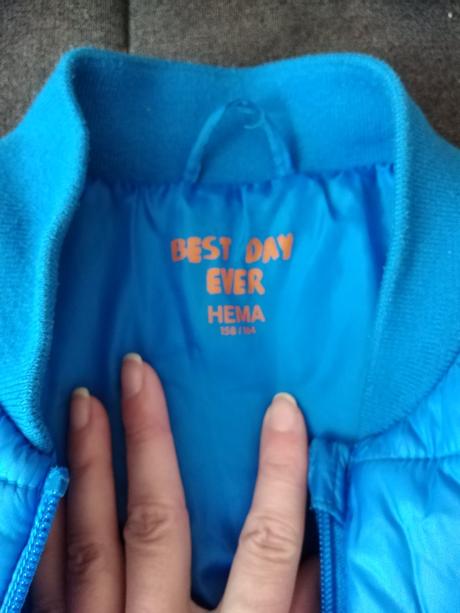 BEST DAY
EVER
HEMA
158 / 164